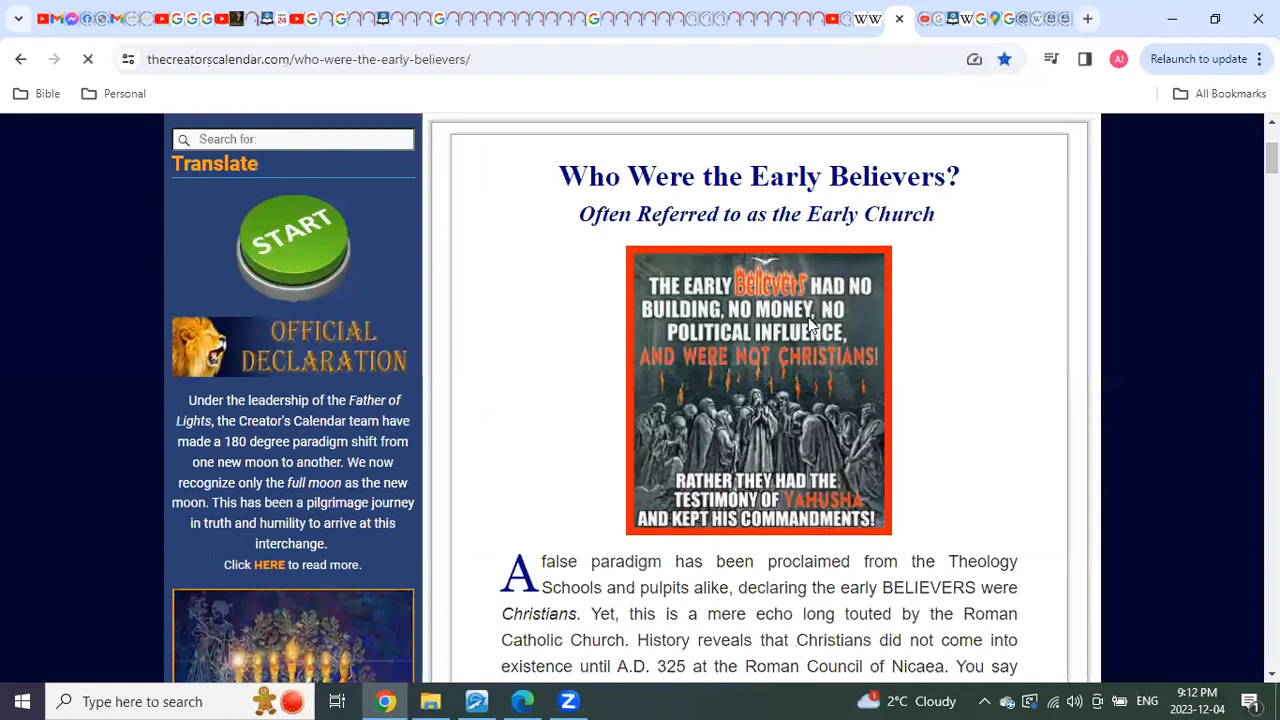 24
W
W
W
thecreatorscalendar.com/who-were-the-early-believers/
AI
Relaunch to update
Bible
Personal
All Bookmarks
Search for:
Translate
START
OFFICIAL
DECLARATION
Under the leadership of the Father of
Lights, the Creator's Calendar team have
made a 180 degree paradigm shift from
one new moon to another. We now
recognize only the full moon as the new
moon. This has been a pilgrimage journey
in truth and humility to arrive at this
interchange.
Click HERE to read more.
Who Were the Early Believers?
Often Referred to as the Early Church
THE EARLY Believers HAD NO
BUILDING, NO MONEY, NO
POLITICAL INFLUENCE,
AND WERE NOT CHRISTIANS!
RATHER THEY HAD THE
TESTIMONY OF YAHUSHA
AND KEPT HIS COMMANDMENTS!
A false paradigm has been proclaimed from the Theology
Schools and pulpits alike, declaring the early BELIEVERS were
Christians. Yet, this is a mere echo long touted by the Roman
Catholic Church. History reveals that Christians did not come into
existence until A.D. 325 at the Roman Council of Nicaea. You say
Type here to search
1
2°C Cloudy
ENG
9:12 PM
2023-12-04
1